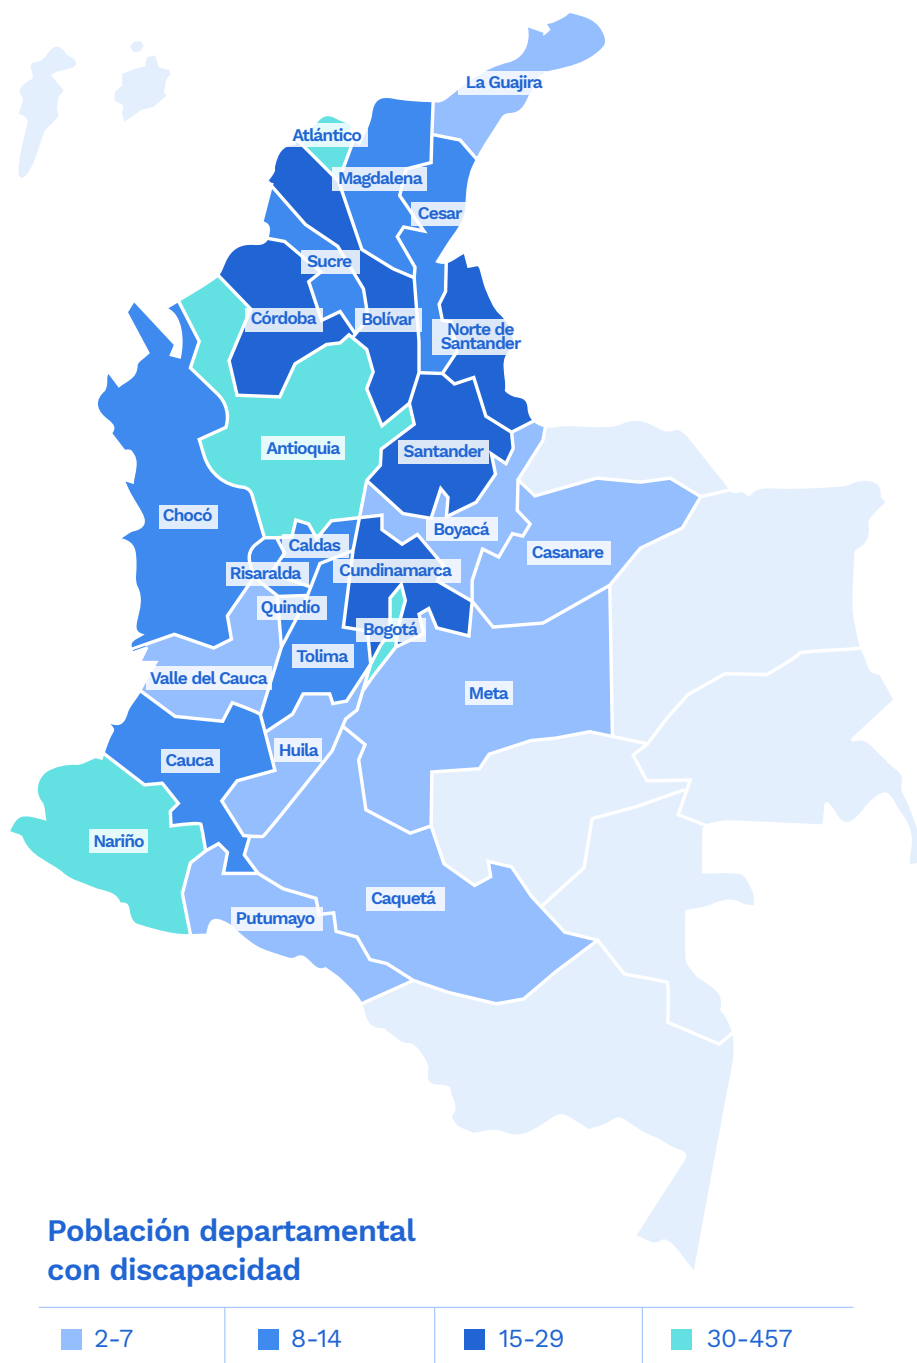 La Guajira
Atlántico
Magdalena
Cesar
Sucre
Córdoba
Bolívar
Norte de
Santander
Antioquia
Santander
Chocó
Boyacá
Caldas
Casanare
Risaralda
Cundinamarca
Quindío
Bogotá
Tolima
Valle del Cauca
Meta
Huila
Cauca
Nariño
Caquetá
Putumayo
Población departamental
con discapacidad
2-7
8-14
15-29
30-457